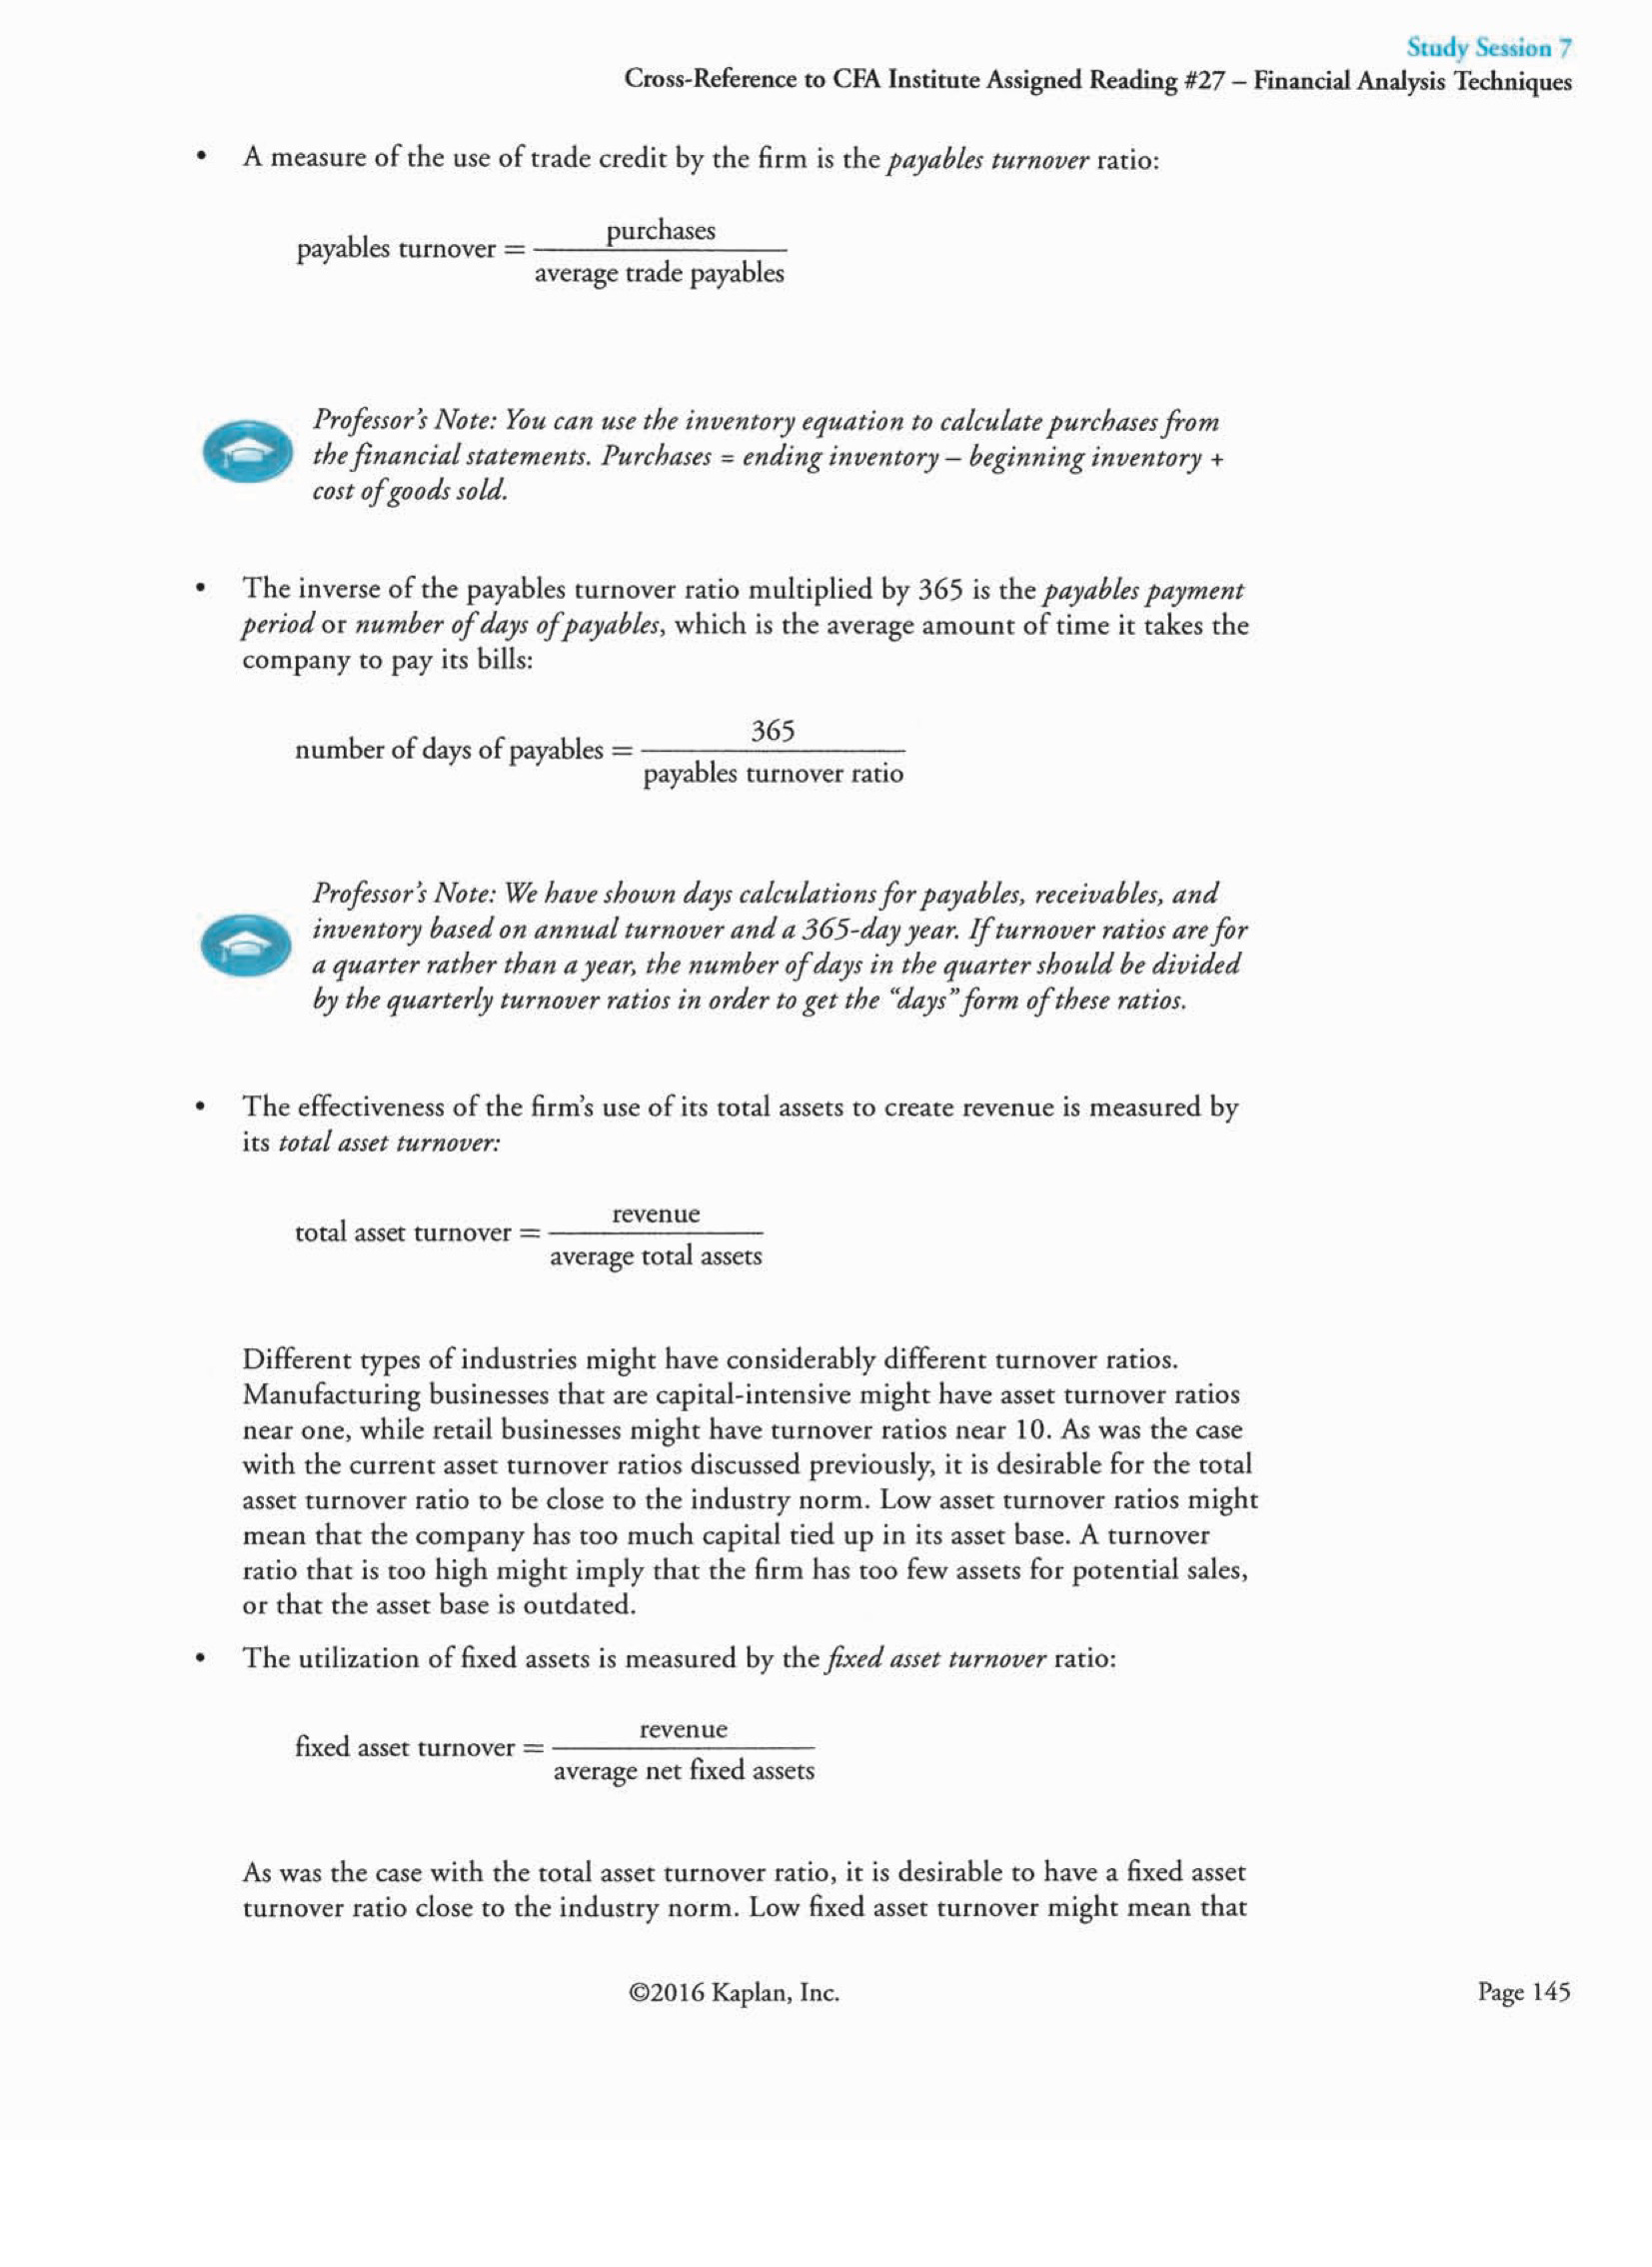 Study Session 7
Cross-Reference to CFA Institute Assigned Reading #27 – Financial Analysis Techniques
• A measure of the use of trade credit by the firm is the payables turnover ratio:
purchases
payables turnover =
average trade payables
Professor's Note: You can use the inventory equation to calculate purchases from
the financial statements. Purchases = ending inventory – beginning inventory +
cost of goods sold.
• The inverse of the payables turnover ratio multiplied by 365 is the payables payment
period or number of days of payables, which is the average amount of time it takes the
company to pay its bills:
365
number of days of payables =
payables turnover ratio
Professor's Note: We have shown days calculations for payables, receivables, and
inventory based on annual turnover and a 365-day year. If turnover ratios are for
a quarter rather than a year, the number of days in the quarter should be divided
by the quarterly turnover ratios in order to get the “days” form of these ratios.
• The effectiveness of the firm's use of its total assets to create revenue is measured by
its total asset turnover:
revenue
total asset turnover =
average total assets
Different types of industries might have considerably different turnover ratios.
Manufacturing businesses that are capital-intensive might have asset turnover ratios
near one, while retail businesses might have turnover ratios near 10. As was the case
with the current asset turnover ratios discussed previously, it is desirable for the total
asset turnover ratio to be close to the industry norm. Low asset turnover ratios might
mean that the company has too much capital tied up in its asset base. A turnover
ratio that is too high might imply that the firm has too few assets for potential sales,
or that the asset base is outdated.
• The utilization of fixed assets is measured by the fixed asset turnover ratio:
revenue
fixed asset turnover =
average net fixed assets
As was the case with the total asset turnover ratio, it is desirable to have a fixed asset
turnover ratio close to the industry norm. Low fixed asset turnover might mean that
©2016 Kaplan, Inc.
Page 145